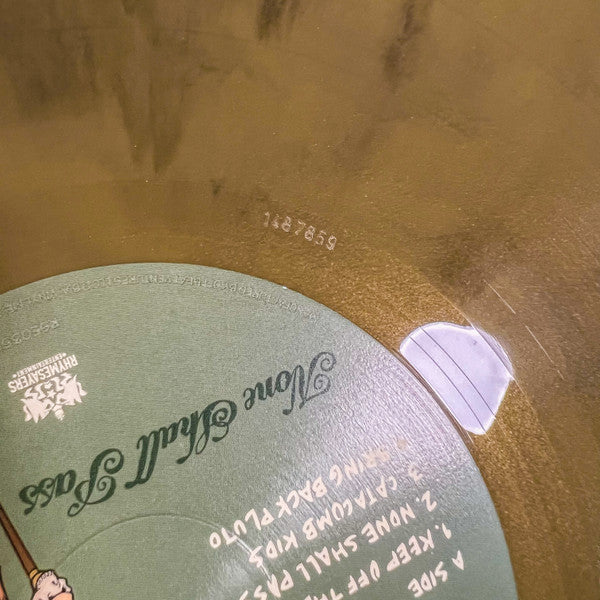 1487859
None Shall Pass
RHYMESAYERS
ENTERTAINMENT
A SIDE
1. KEEP OFF THE
2. NONE SHALL PASS
3. CATACOMB KIDS
BRING BACK PLUTO